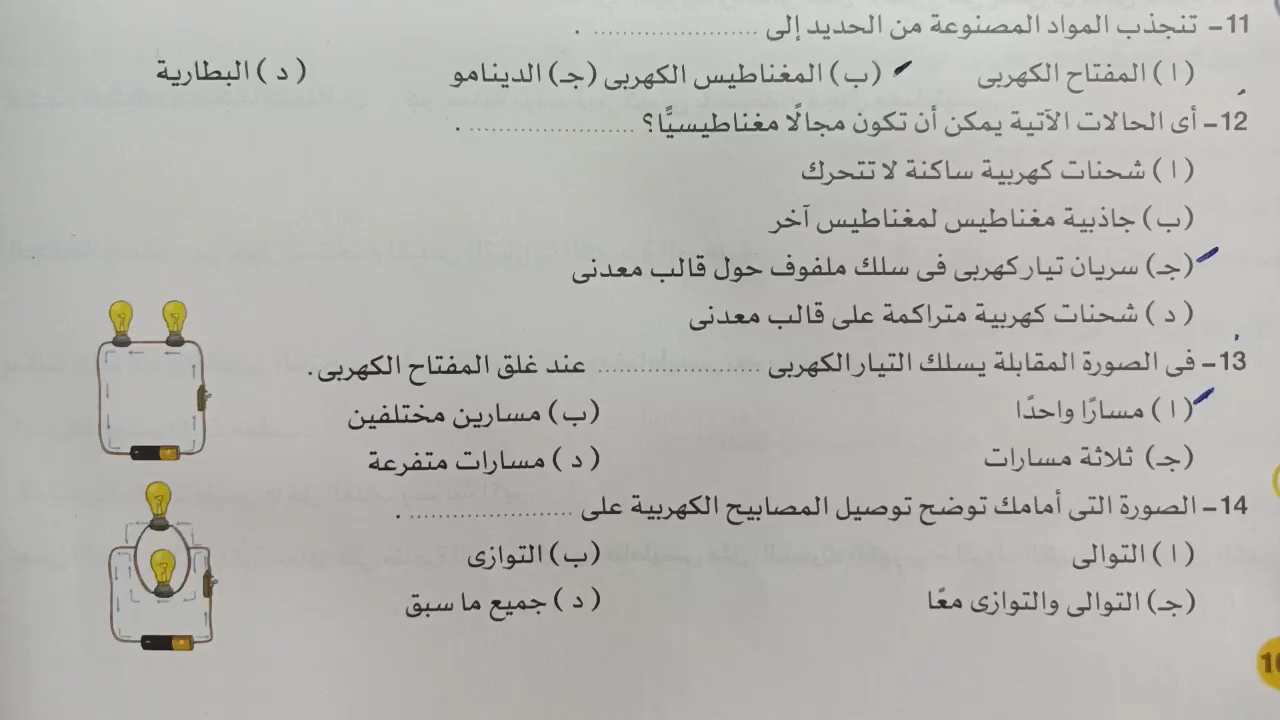 11- تنجذب المواد المصنوعة من الحديد إلى .......................... .
( ا ) المفتاح الكهربى (ب) المغناطيس الكهربى (جـ) الدينامو ( د ) البطارية
12- أى الحالات الآتية يمكن أن تكون مجالًا مغناطيسيًّا؟ .......................... .
( ا ) شحنات كهربية ساكنة لا تتحرك
(ب) جاذبية مغناطيس لمغناطيس آخر
(جـ) سريان تيار كهربى فى سلك ملفوف حول قالب معدنى
( د ) شحنات كهربية متراكمة على قالب معدنى
13- فى الصورة المقابلة يسلك التيار الكهربى .......................... عند غلق المفتاح الكهربى.
( ا ) مسارًا واحدًا (ب) مسارين مختلفين
(جـ) ثلاثة مسارات ( د ) مسارات متفرعة
14- الصورة التى أمامك توضح توصيل المصابيح الكهربية على .......................... .
( ا ) التوالى (ب) التوازى
(جـ) التوالى والتوازى معًا ( د ) جميع ما سبق